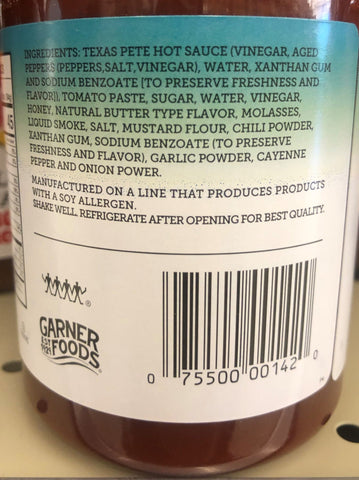 INGREDIENTS: TEXAS PETE HOT SAUCE (VINEGAR, AGED
PEPPERS (PEPPERS,SALT,VINEGAR), WATER, XANTHAN GUM
AND SODIUM BENZOATE [TO PRESERVE FRESHNESS AND
FLAVOR]), TOMATO PASTE, SUGAR, WATER, VINEGAR,
HONEY, NATURAL BUTTER TYPE FLAVOR, MOLASSES,
LIQUID SMOKE, SALT, MUSTARD FLOUR, CHILI POWDER,
XANTHAN GUM, SODIUM BENZOATE (TO PRESERVE
FRESHNESS AND FLAVOR), GARLIC POWDER, CAYENNE
PEPPER AND ONION POWER.
MANUFACTURED ON A LINE THAT PRODUCES PRODUCTS
WITH A SOY ALLERGEN.
SHAKE WELL. REFRIGERATE AFTER OPENING FOR BEST QUALITY.
®
GARNER
EST. 1929
FOODS
0 75500 00142 0